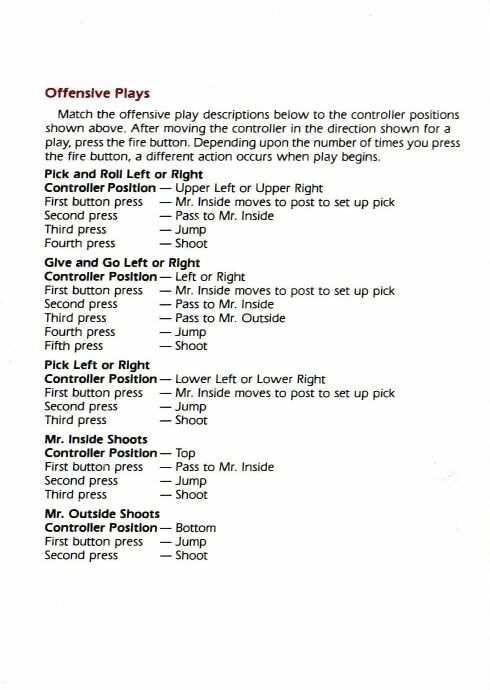 Offensive Plays
Match the offensive play descriptions below to the controller positions
shown above. After moving the controller in the direction shown for a
play, press the fire button. Depending upon the number of times you press
the fire button, a different action occurs when play begins.
Pick and Roll Left or Right
Controller Position — Upper Left or Upper Right
First button press — Mr. Inside moves to post to set up pick
Second press — Pass to Mr. Inside
Third press — Jump
Fourth press — Shoot
Give and Go Left or Right
Controller Position — Left or Right
First button press — Mr. Inside moves to post to set up pick
Second press — Pass to Mr. Inside
Third press — Pass to Mr. Outside
Fourth press — Jump
Fifth press — Shoot
Pick Left or Right
Controller Position — Lower Left or Lower Right
First button press — Mr. Inside moves to post to set up pick
Second press — Jump
Third press — Shoot
Mr. Inside Shoots
Controller Position — Top
First button press — Pass to Mr. Inside
Second press — Jump
Third press — Shoot
Mr. Outside Shoots
Controller Position — Bottom
First button press — Jump
Second press — Shoot